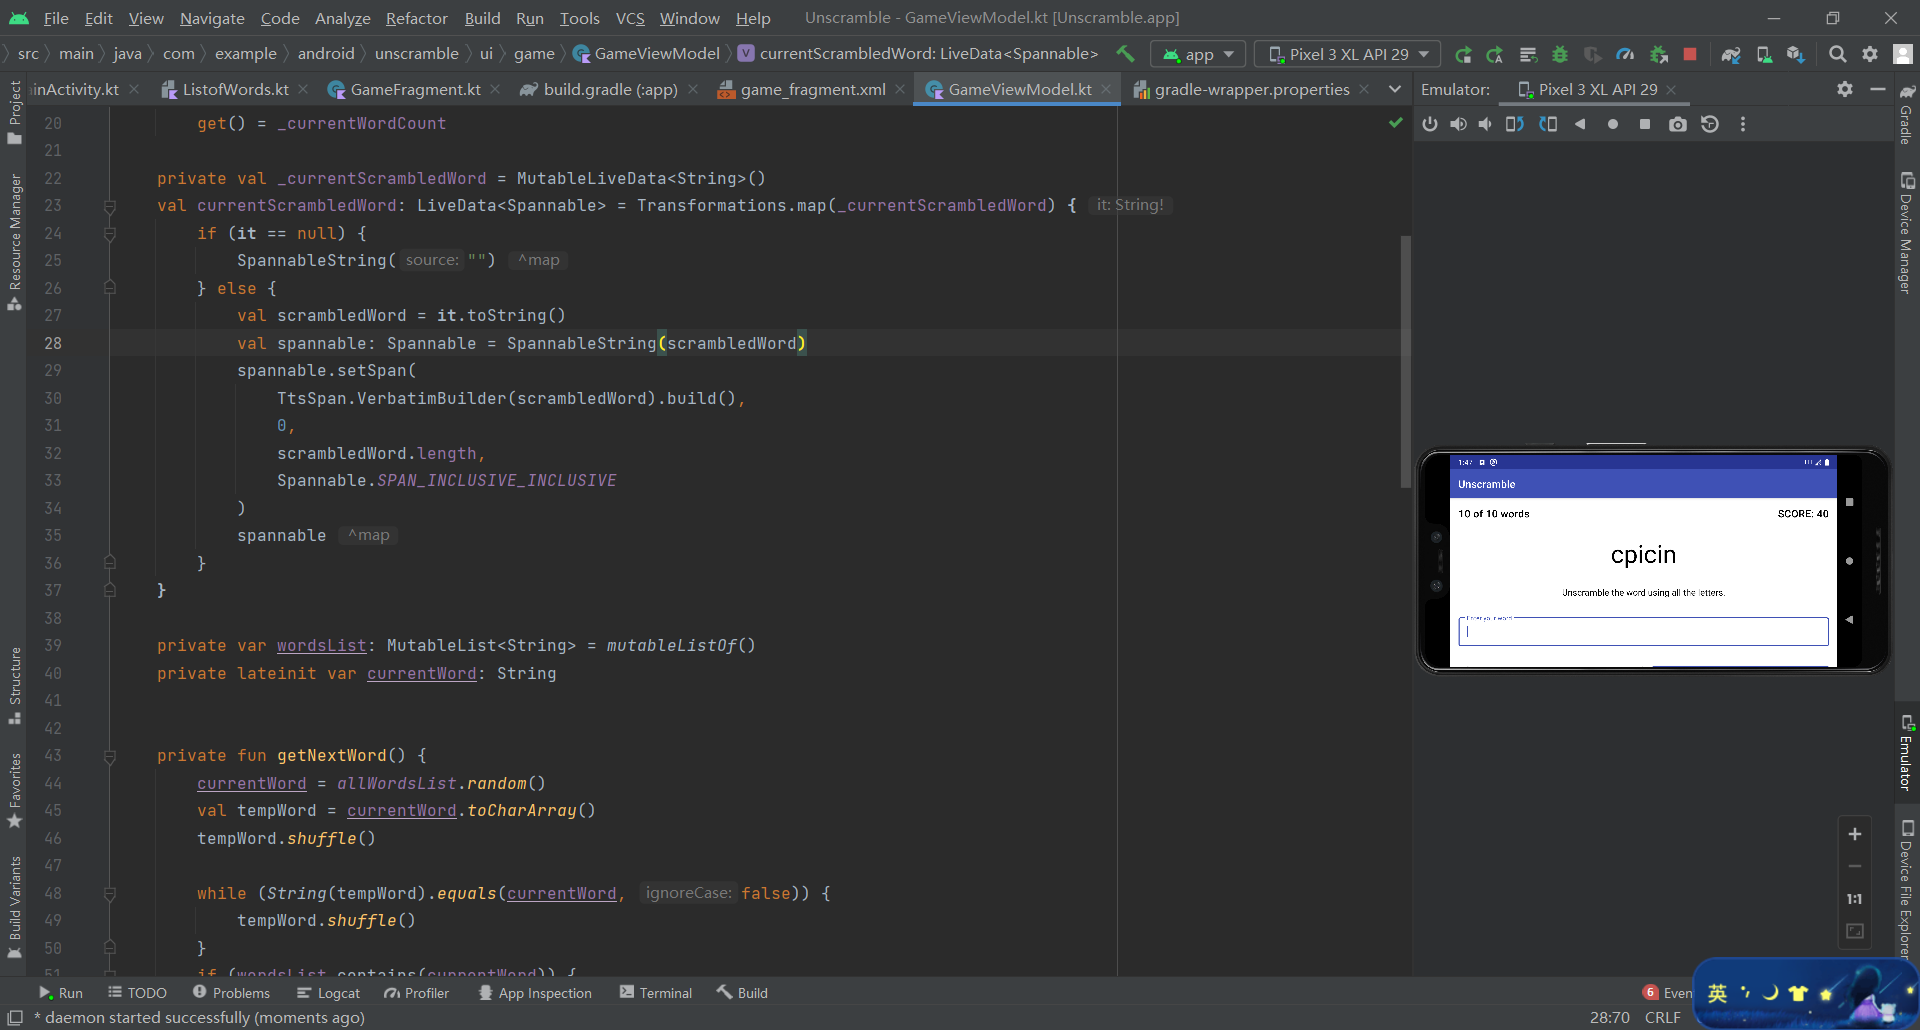 File Edit View Navigate Code Analyze Refactor Build Run Tools VCS Window Help Unscramble - GameViewModel.kt [Unscramble.app]
src main java com example android unscramble ui game GameViewModel currentScrambledWord: LiveData<Spannable> app Pixel 3 XL API 29
inActivity.kt ListofWords.kt GameFragment.kt build.gradle (:app) game_fragment.xml GameViewModel.kt gradle-wrapper.properties Emulator: Pixel 3 XL API 29
20 get() = _currentWordCount
21
22 private val _currentScrambledWord = MutableLiveData<String>()
23 val currentScrambledWord: LiveData<Spannable> = Transformations.map(_currentScrambledWord) { it: String!
24 if (it == null) {
25 SpannableString( source: "") ^map
26 } else {
27 val scrambledWord = it.toString()
28 val spannable: Spannable = SpannableString(scrambledWord)
29 spannable.setSpan(
30 TtsSpan.VerbatimBuilder(scrambledWord).build(),
31 0,
32 scrambledWord.length,
33 Spannable.SPAN_INCLUSIVE_INCLUSIVE
34 )
35 spannable ^map
36 }
37 }
38
39 private var wordsList: MutableList<String> = mutableListOf()
40 private lateinit var currentWord: String
41
42
43 private fun getNextWord() {
44 currentWord = allWordsList.random()
45 val tempWord = currentWord.toCharArray()
46 tempWord.shuffle()
47
48 while (String(tempWord).equals(currentWord, ignoreCase: false)) {
49 tempWord.shuffle()
50 }
51 if (wordsList.contains(currentWord)) {
Project
Resource Manager
Structure
Favorites
Build Variants
1:47
Unscramble
10 of 10 words SCORE: 40
cpicin
Unscramble the word using all the letters.
Enter your word
1:1
Gradle
Device Manager
Emulator
Device File Explorer
Run TODO Problems Logcat Profiler App Inspection Terminal Build 6 Even
英
* daemon started successfully (moments ago) 28:70 CRLF